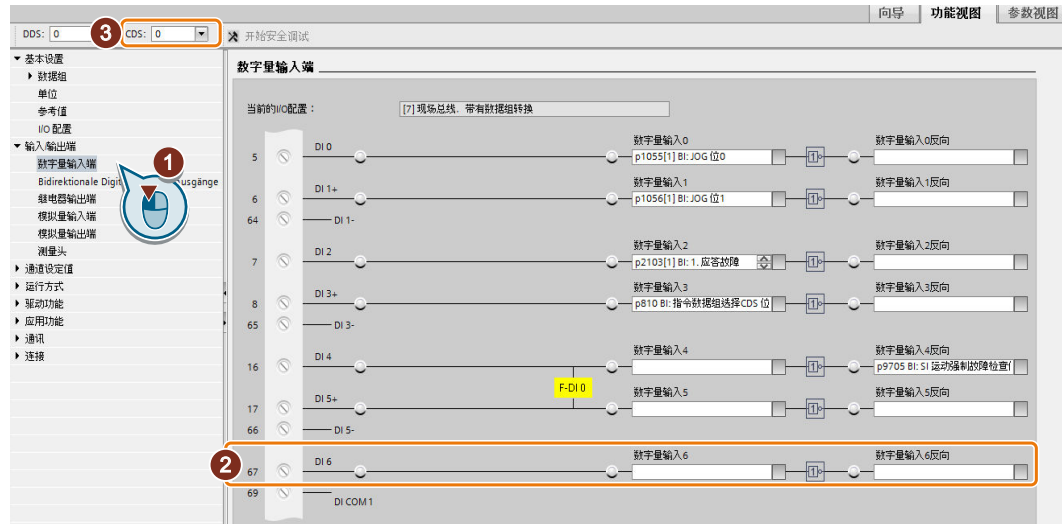 向导 功能视图 参数视图
DDS: 0 3 CDS: 0 开始安全调试
基本设置
数据组
单位
参考值
I/O 配置
输入/输出端
数字量输入端
Bidirektionale Digit usgänge
继电器输出端
模拟量输入端
模拟量输出端
测量头
通道设定值
运行方式
驱动功能
应用功能
通讯
连接
1
数字量输入端
当前的I/O配置: [7] 现场总线, 带有数据组转换
数字量输入0 数字量输入0反向
5 DI 0 p1055[1] BI: JOG 位0 1
数字量输入1 数字量输入1反向
6 DI 1+ p1056[1] BI: JOG 位1 1
64 DI 1-
数字量输入2 数字量输入2反向
7 DI 2 p2103[1] BI: 1. 应答故障 1
数字量输入3 数字量输入3反向
8 DI 3+ p810 BI: 指令数据组选择CDS 位 1
65 DI 3-
数字量输入4 数字量输入4反向
16 DI 4 1 p9705 BI: SI 运动强制故障检查(
F-DI 0
数字量输入5 数字量输入5反向
17 DI 5+ 1
66 DI 5-
2
数字量输入6 数字量输入6反向
67 DI 6 1
69 DI COM 1